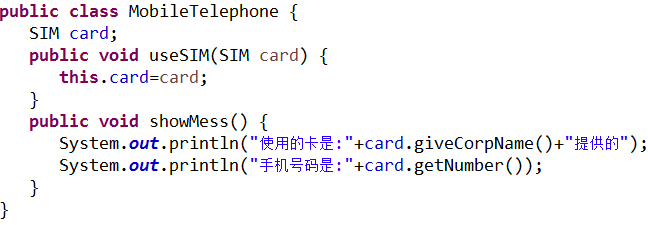 public class MobileTelephone {
   SIM card;
   public void useSIM(SIM card) {
      this.card=card;
   }
   public void showMess() {
      System.out.println("使用的卡是:"+card.giveCorpName()+"提供的");
      System.out.println("手机号码是:"+card.getNumber());
   }
}